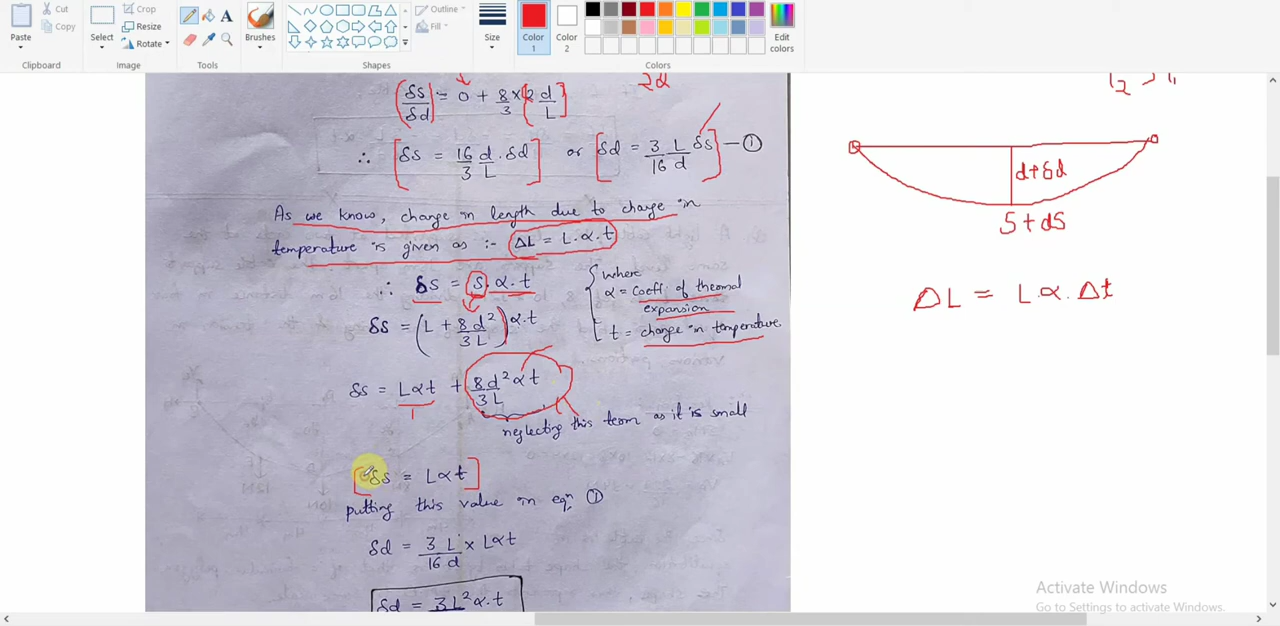 Paste
Cut
Copy
Clipboard
Select
Crop
Resize
Rotate
Image
A
Tools
Brushes
Outline
Fill
Shapes
Size
Color
1
Color
2
Edit
colors
Colors
δs/δd = 0 + 8/3 × (2 d/L)
2d
∴ [δs = 16/3 d/L . δd] or [δd = 3/16 L/d δs] — ①
As we know, change in length due to change in
temperature is given as :- ΔL = L.α.t
∴ δs = s.α.t
{where
α = Coeff of thermal
expansion
t = change in temperature
δs = (L + 8d²/3L) α.t
δs = Lαt + 8d²αt/3L
neglecting this term as it is small
[δs = Lαt]
putting this value in eqn ①
δd = 3/16 L/d × Lαt
δd = 3L²α.t
d+δd
S+dS
ΔL = L.α.Δt
Activate Windows
Go to Settings to activate Windows.